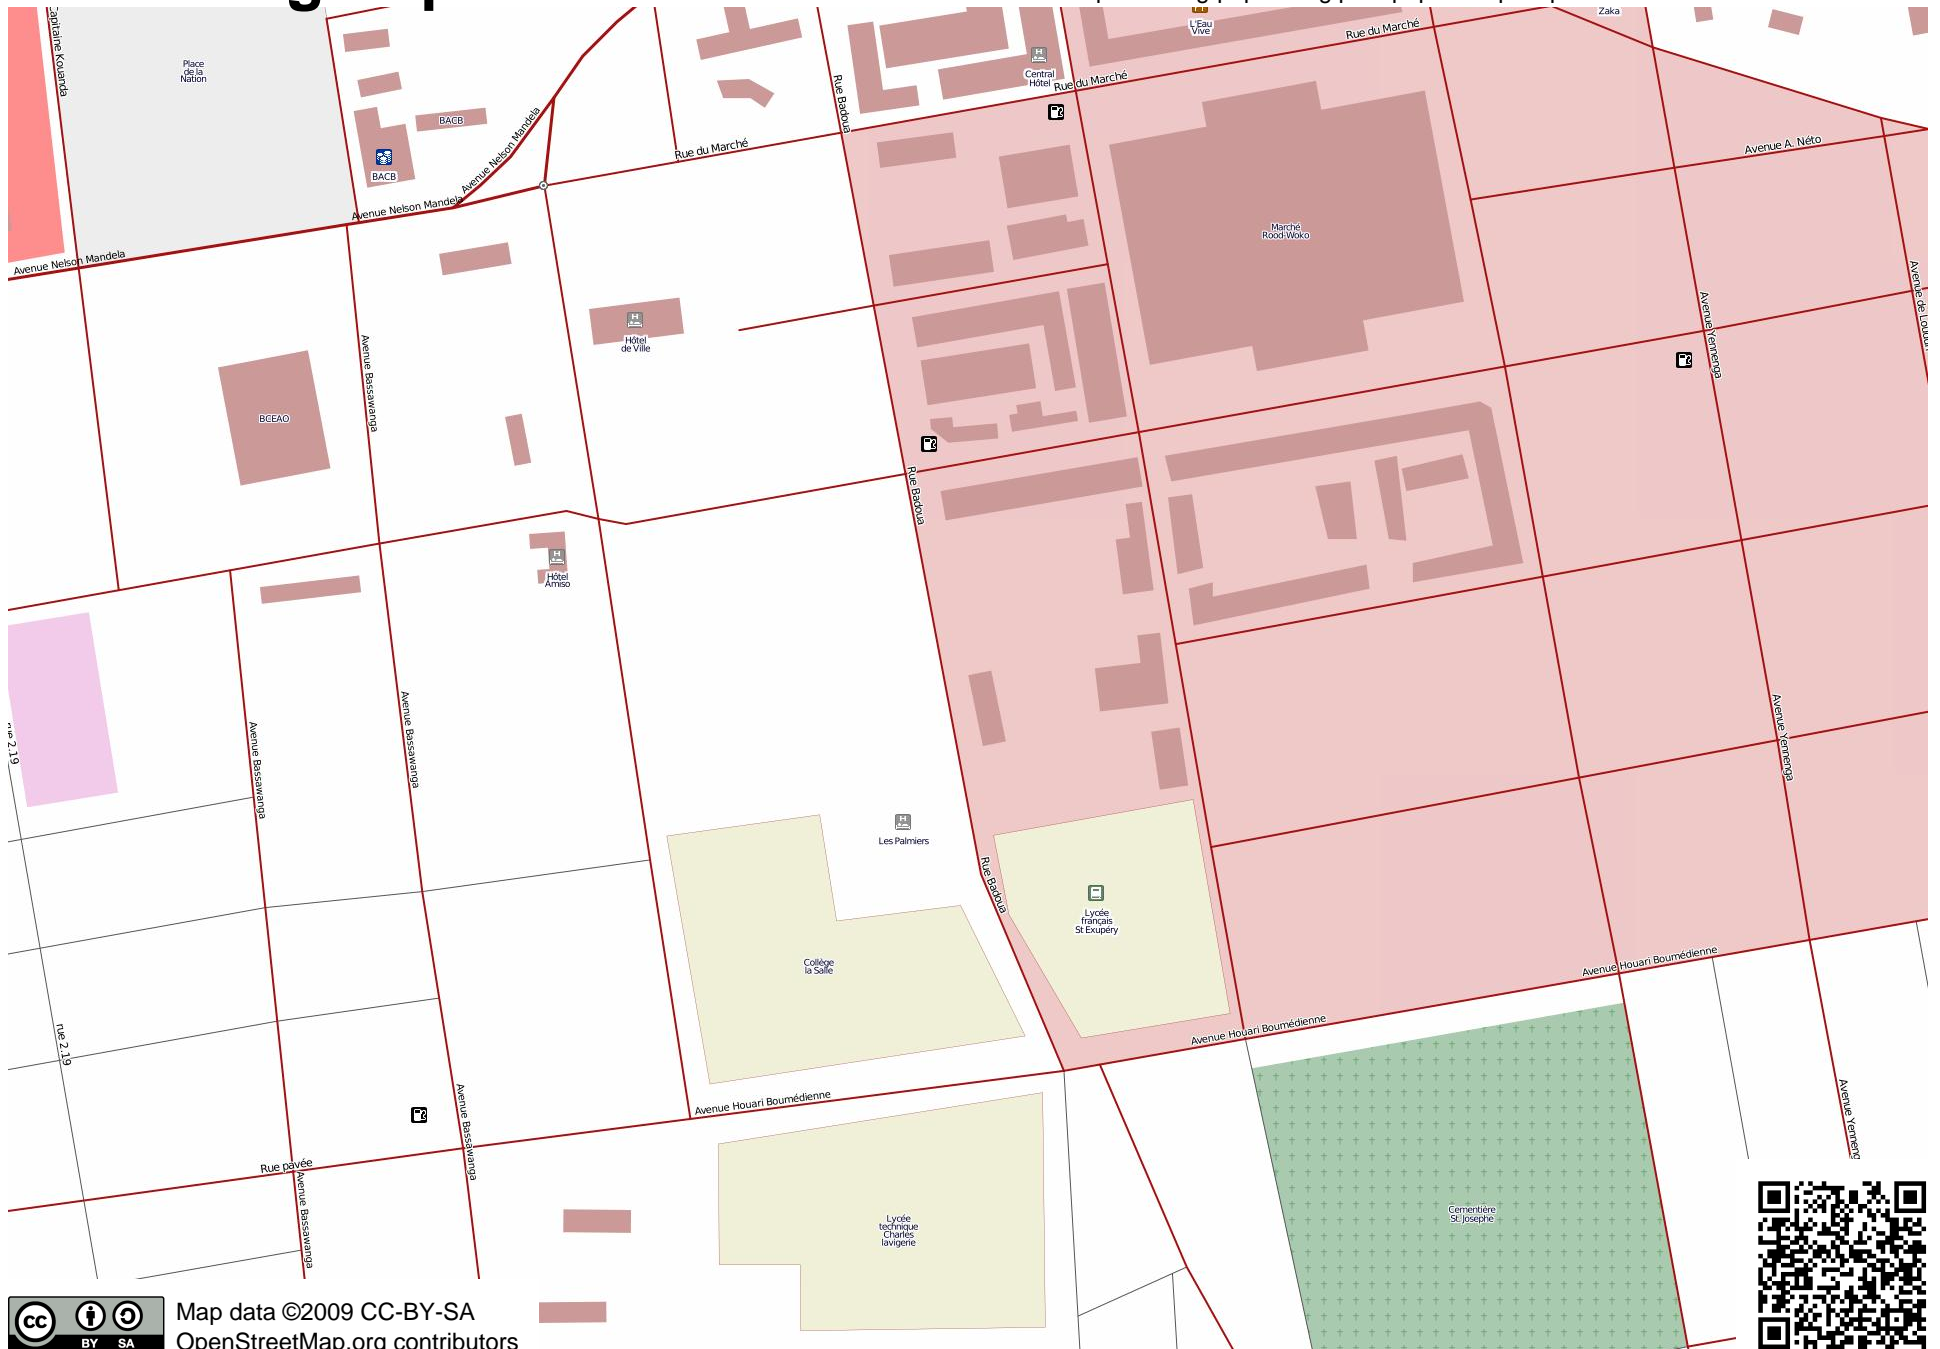 Capitaine Kouanda
Place
de la
Nation
BACB
BACB
Avenue Nelson Mandela
Avenue Nelson Mandela
Avenue Nelson Mandela
Rue du Marché
Rue Badoua
Central
Hôtel
Rue du Marché
L'Eau
Vive
Rue du Marché
Zaka
Avenue A. Néto
Marché
Rood-Woko
Avenue Yennenga
Hôtel
de Ville
Avenue Bassawanga
BCEAO
Rue Badoua
Hôtel
Amiso
Avenue Bassawanga
Avenue Bassawanga
rue 2.19
Avenue Yennenga
Les Palmiers
Rue Badoua
Lycée
français
St Exupéry
Collège
la Salle
Avenue Houari Boumédienne
Avenue Houari Boumédienne
Avenue Houari Boumédienne
rue 2.19
Avenue Bassawanga
Avenue Yenneng
Rue pavée
Avenue Bassawanga
Lycée
technique
Charles
lavigerie
Cementière
St. Josephe
cc BY SA
Map data ©2009 CC-BY-SA
OpenStreetMap.org contributors